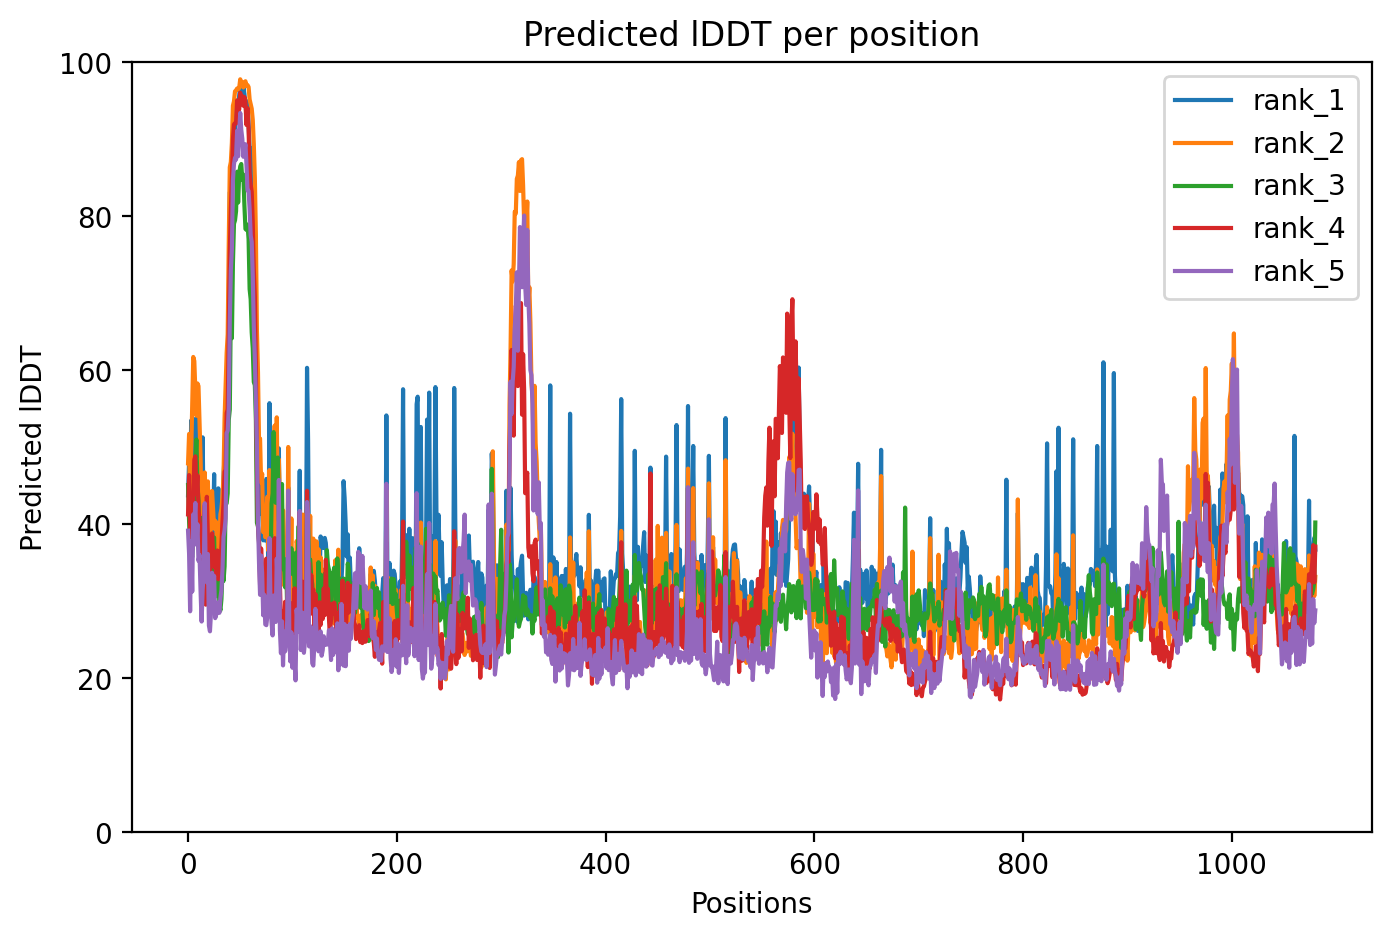 Predicted lDDT per position
100
80
60
40
20
0
Predicted lDDT
0 200 400 600 800 1000
Positions
rank_1
rank_2
rank_3
rank_4
rank_5